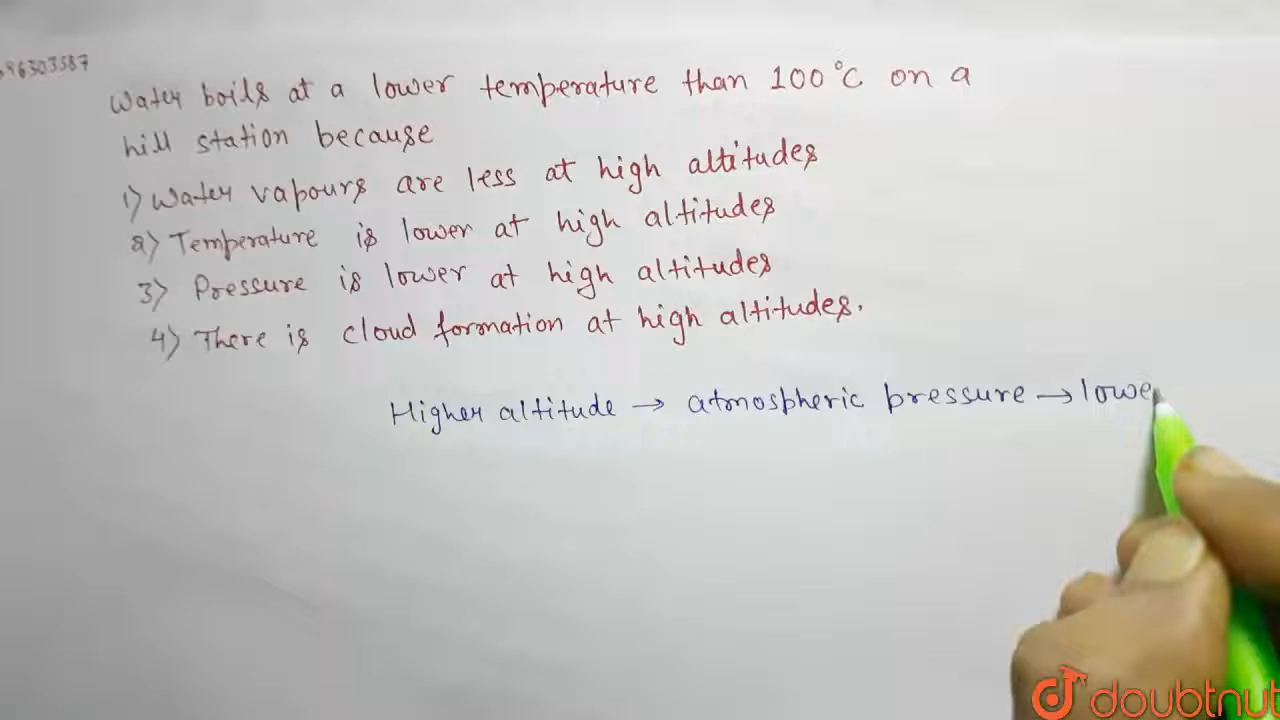 96303587
Water boils at a lower temperature than 100°C on a
hill station because
1) Water vapours are less at high altitudes
2) Temperature is lower at high altitudes
3) Pressure is lower at high altitudes
4) There is cloud formation at high altitudes.
Higher altitude → atmospheric pressure → lowe
doubtnut